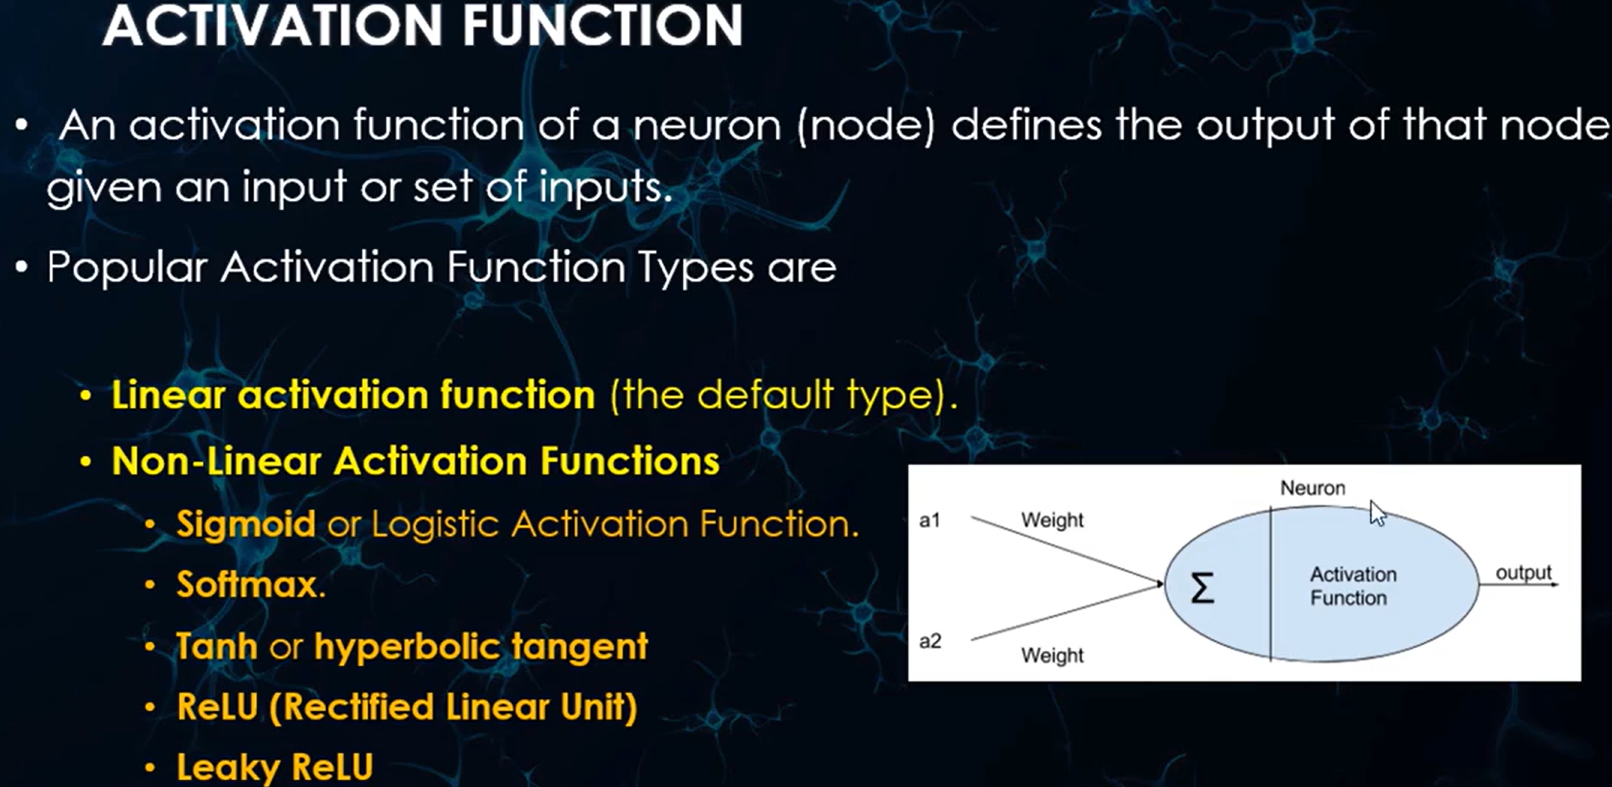 ACTIVATION FUNCTION
• An activation function of a neuron (node) defines the output of that node
given an input or set of inputs.
• Popular Activation Function Types are
• Linear activation function (the default type).
• Non-Linear Activation Functions
• Sigmoid or Logistic Activation Function.
• Softmax.
• Tanh or hyperbolic tangent
• ReLU (Rectified Linear Unit)
• Leaky ReLU
Neuron
a1
Weight
Σ
Activation
Function
output
a2
Weight